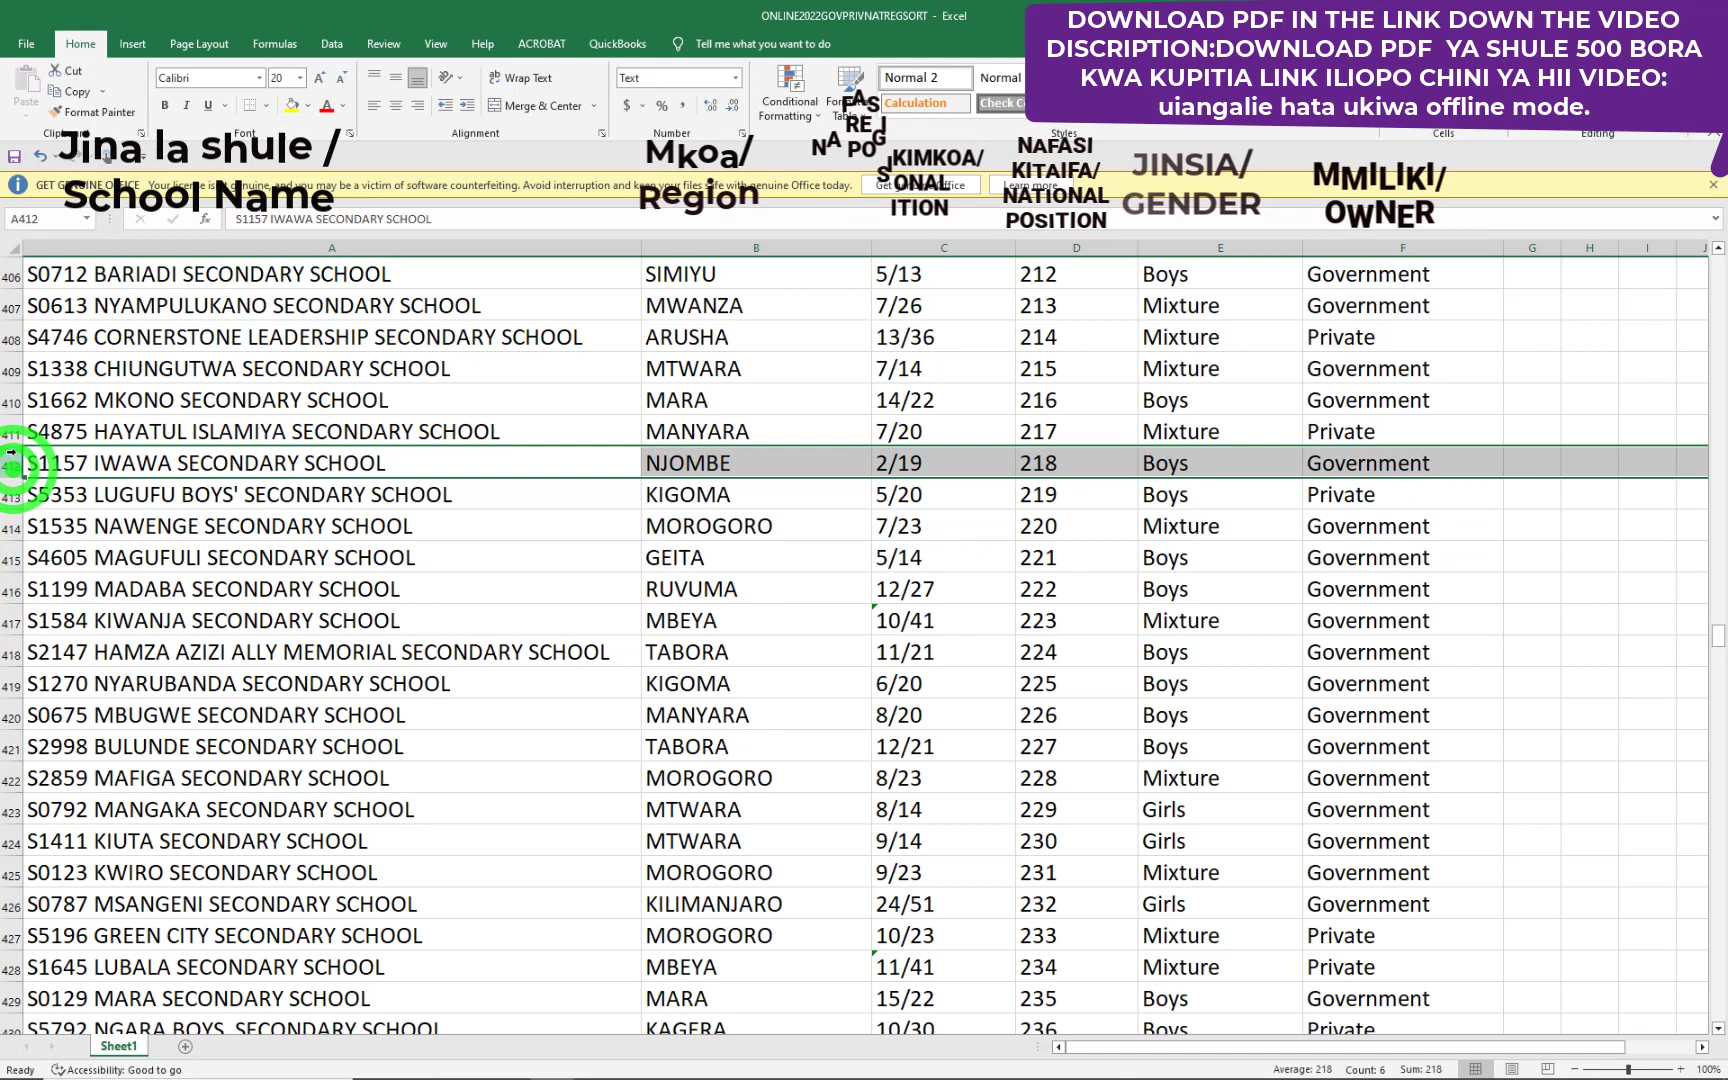 ONLINE2022GOVPRIVNATREGSORT - Excel
DOWNLOAD PDF IN THE LINK DOWN THE VIDEO
DISCRIPTION:DOWNLOAD PDF YA SHULE 500 BORA
KWA KUPITIA LINK ILIOPO CHINI YA HII VIDEO:
uiangalie hata ukiwa offline mode.
File Home Insert Page Layout Formulas Data Review View Help ACROBAT QuickBooks Tell me what you want to do
Paste Cut
Copy
Format Painter
Calibri 20
B I U
Font
Wrap Text
Merge & Center
Alignment
Text
Number
Conditional
Formatting
Normal 2 Normal
Calculation
Styles Cells Editing
Jina la shule /
School Name
Mkoa/
Region
NAFASI
KITAIFA/
NATIONAL
POSITION
JINSIA/
GENDER
MMILIKI/
OWNER
GET GENUINE OFFICE Your license isn't genuine, and you may be a victim of software counterfeiting. Avoid interruption and keep your files safe with genuine Office today. Learn more
A412 fx S1157 IWAWA SECONDARY SCHOOL
A B C D E F G H I J
406 S0712 BARIADI SECONDARY SCHOOL SIMIYU 5/13 212 Boys Government
407 S0613 NYAMPULUKANO SECONDARY SCHOOL MWANZA 7/26 213 Mixture Government
408 S4746 CORNERSTONE LEADERSHIP SECONDARY SCHOOL ARUSHA 13/36 214 Mixture Private
409 S1338 CHIUNGUTWA SECONDARY SCHOOL MTWARA 7/14 215 Mixture Government
410 S1662 MKONO SECONDARY SCHOOL MARA 14/22 216 Boys Government
411 S4875 HAYATUL ISLAMIYA SECONDARY SCHOOL MANYARA 7/20 217 Mixture Private
412 S1157 IWAWA SECONDARY SCHOOL NJOMBE 2/19 218 Boys Government
413 S5353 LUGUFU BOYS' SECONDARY SCHOOL KIGOMA 5/20 219 Boys Private
414 S1535 NAWENGE SECONDARY SCHOOL MOROGORO 7/23 220 Mixture Government
415 S4605 MAGUFULI SECONDARY SCHOOL GEITA 5/14 221 Boys Government
416 S1199 MADABA SECONDARY SCHOOL RUVUMA 12/27 222 Boys Government
417 S1584 KIWANJA SECONDARY SCHOOL MBEYA 10/41 223 Mixture Government
418 S2147 HAMZA AZIZI ALLY MEMORIAL SECONDARY SCHOOL TABORA 11/21 224 Boys Government
419 S1270 NYARUBANDA SECONDARY SCHOOL KIGOMA 6/20 225 Boys Government
420 S0675 MBUGWE SECONDARY SCHOOL MANYARA 8/20 226 Boys Government
421 S2998 BULUNDE SECONDARY SCHOOL TABORA 12/21 227 Boys Government
422 S2859 MAFIGA SECONDARY SCHOOL MOROGORO 8/23 228 Mixture Government
423 S0792 MANGAKA SECONDARY SCHOOL MTWARA 8/14 229 Girls Government
424 S1411 KIUTA SECONDARY SCHOOL MTWARA 9/14 230 Girls Government
425 S0123 KWIRO SECONDARY SCHOOL MOROGORO 9/23 231 Mixture Government
426 S0787 MSANGENI SECONDARY SCHOOL KILIMANJARO 24/51 232 Girls Government
427 S5196 GREEN CITY SECONDARY SCHOOL MOROGORO 10/23 233 Mixture Private
428 S1645 LUBALA SECONDARY SCHOOL MBEYA 11/41 234 Mixture Private
429 S0129 MARA SECONDARY SCHOOL MARA 15/22 235 Boys Government
430 S5792 NGARA BOYS SECONDARY SCHOOL KAGERA 10/30 236 Boys Private
Sheet1
Ready Accessibility: Good to go Average: 218 Count: 6 Sum: 218 100%